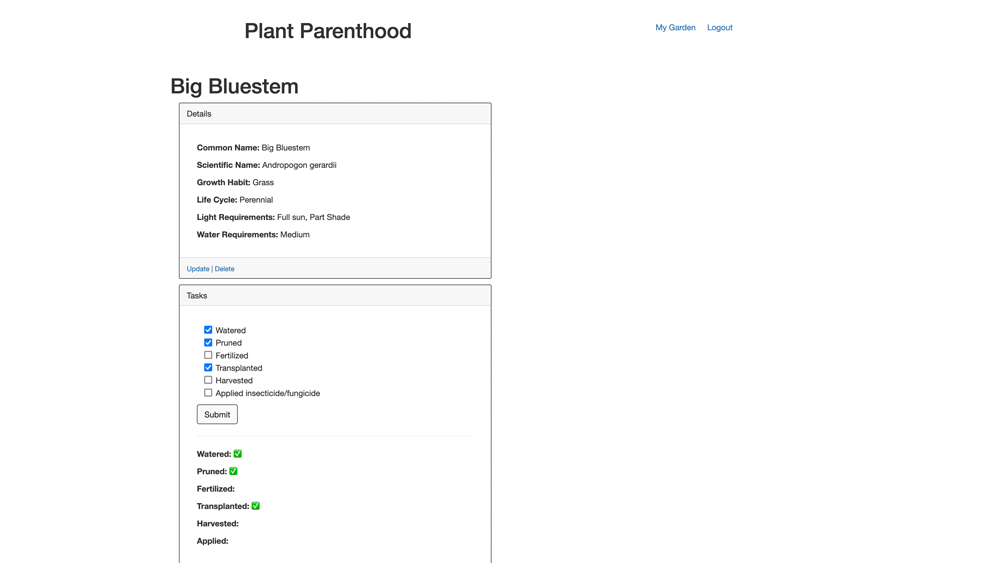 Plant Parenthood
My Garden Logout
Big Bluestem
Details
Common Name: Big Bluestem
Scientific Name: Andropogon gerardii
Growth Habit: Grass
Life Cycle: Perennial
Light Requirements: Full sun, Part Shade
Water Requirements: Medium
Update | Delete
Tasks
Watered
Pruned
Fertilized
Transplanted
Harvested
Applied insecticide/fungicide
Submit
Watered: ✅
Pruned: ✅
Fertilized:
Transplanted: ✅
Harvested:
Applied: